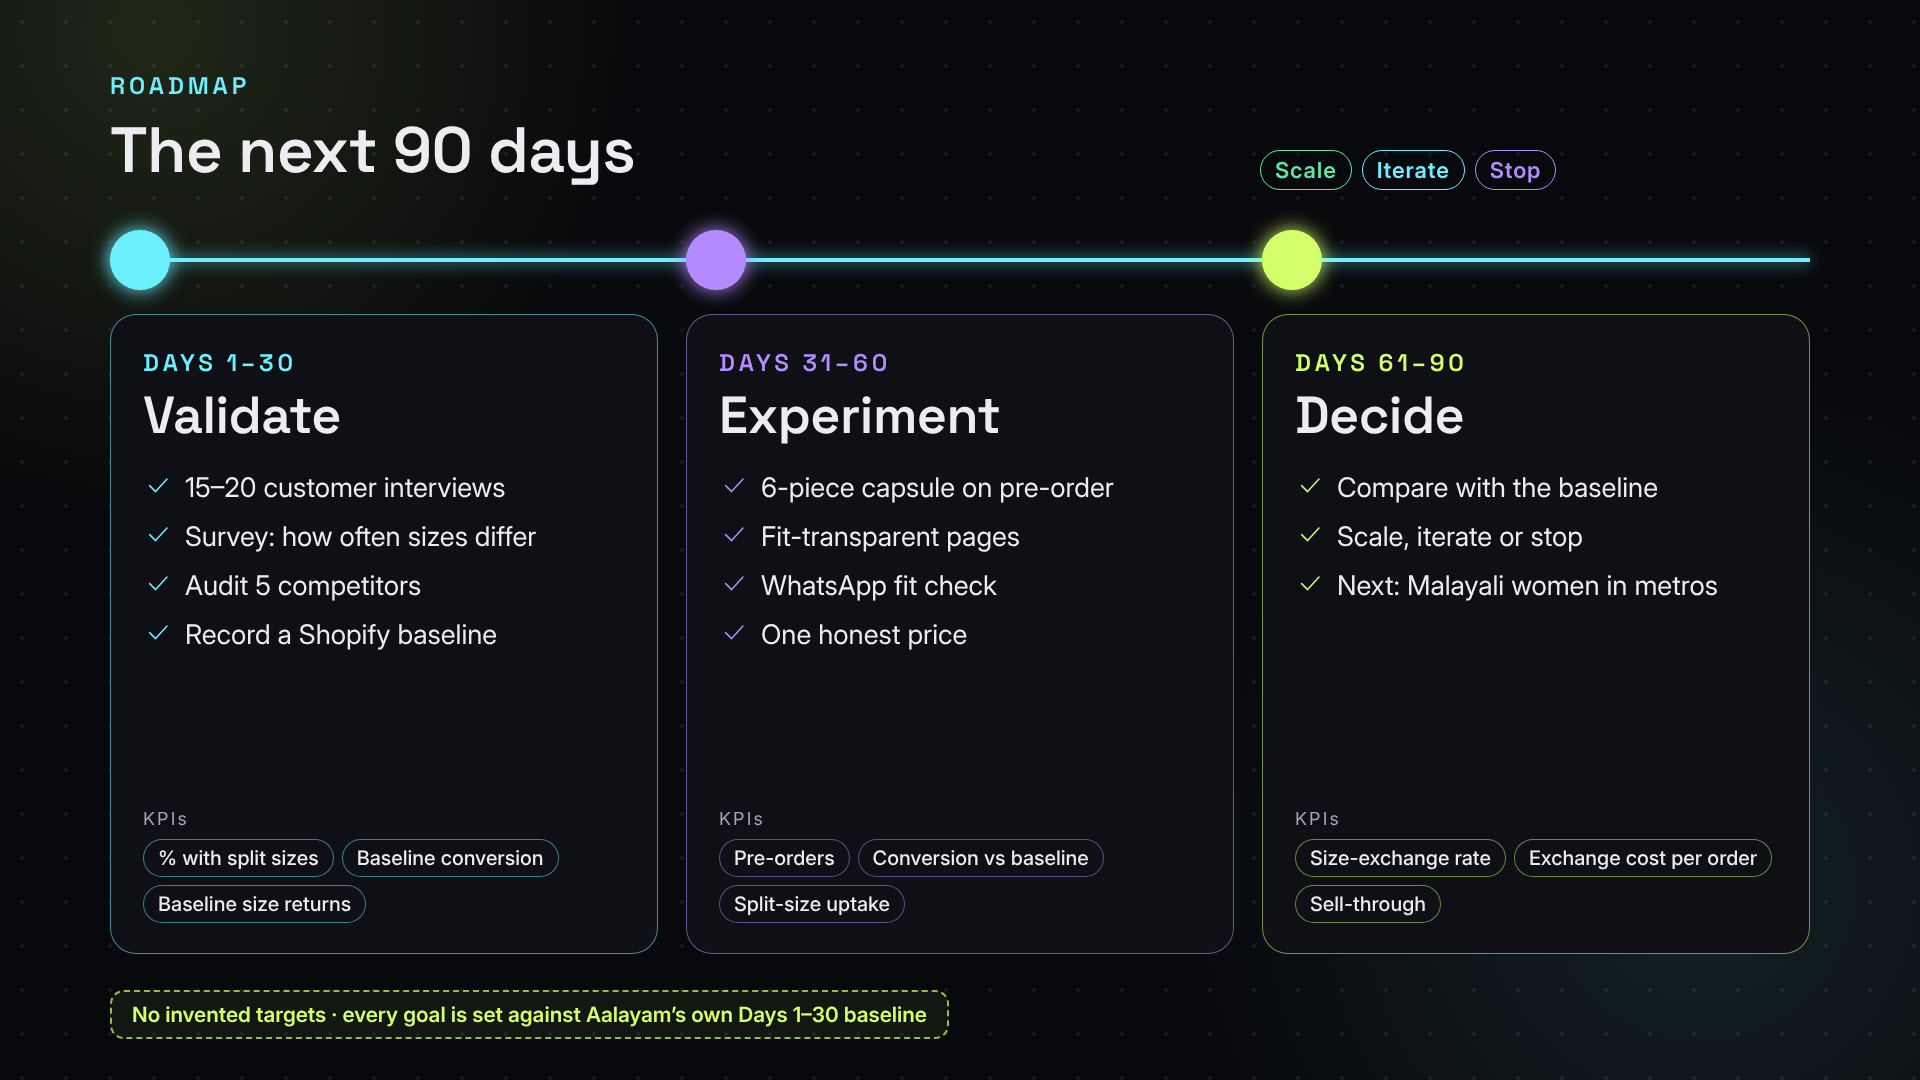 ROADMAP
The next 90 days
Scale
Iterate
Stop
DAYS 1–30
Validate
15–20 customer interviews
Survey: how often sizes differ
Audit 5 competitors
Record a Shopify baseline
KPIs
% with split sizes
Baseline conversion
Baseline size returns
DAYS 31–60
Experiment
6-piece capsule on pre-order
Fit-transparent pages
WhatsApp fit check
One honest price
KPIs
Pre-orders
Conversion vs baseline
Split-size uptake
DAYS 61–90
Decide
Compare with the baseline
Scale, iterate or stop
Next: Malayali women in metros
KPIs
Size-exchange rate
Exchange cost per order
Sell-through
No invented targets · every goal is set against Aalayam’s own Days 1–30 baseline